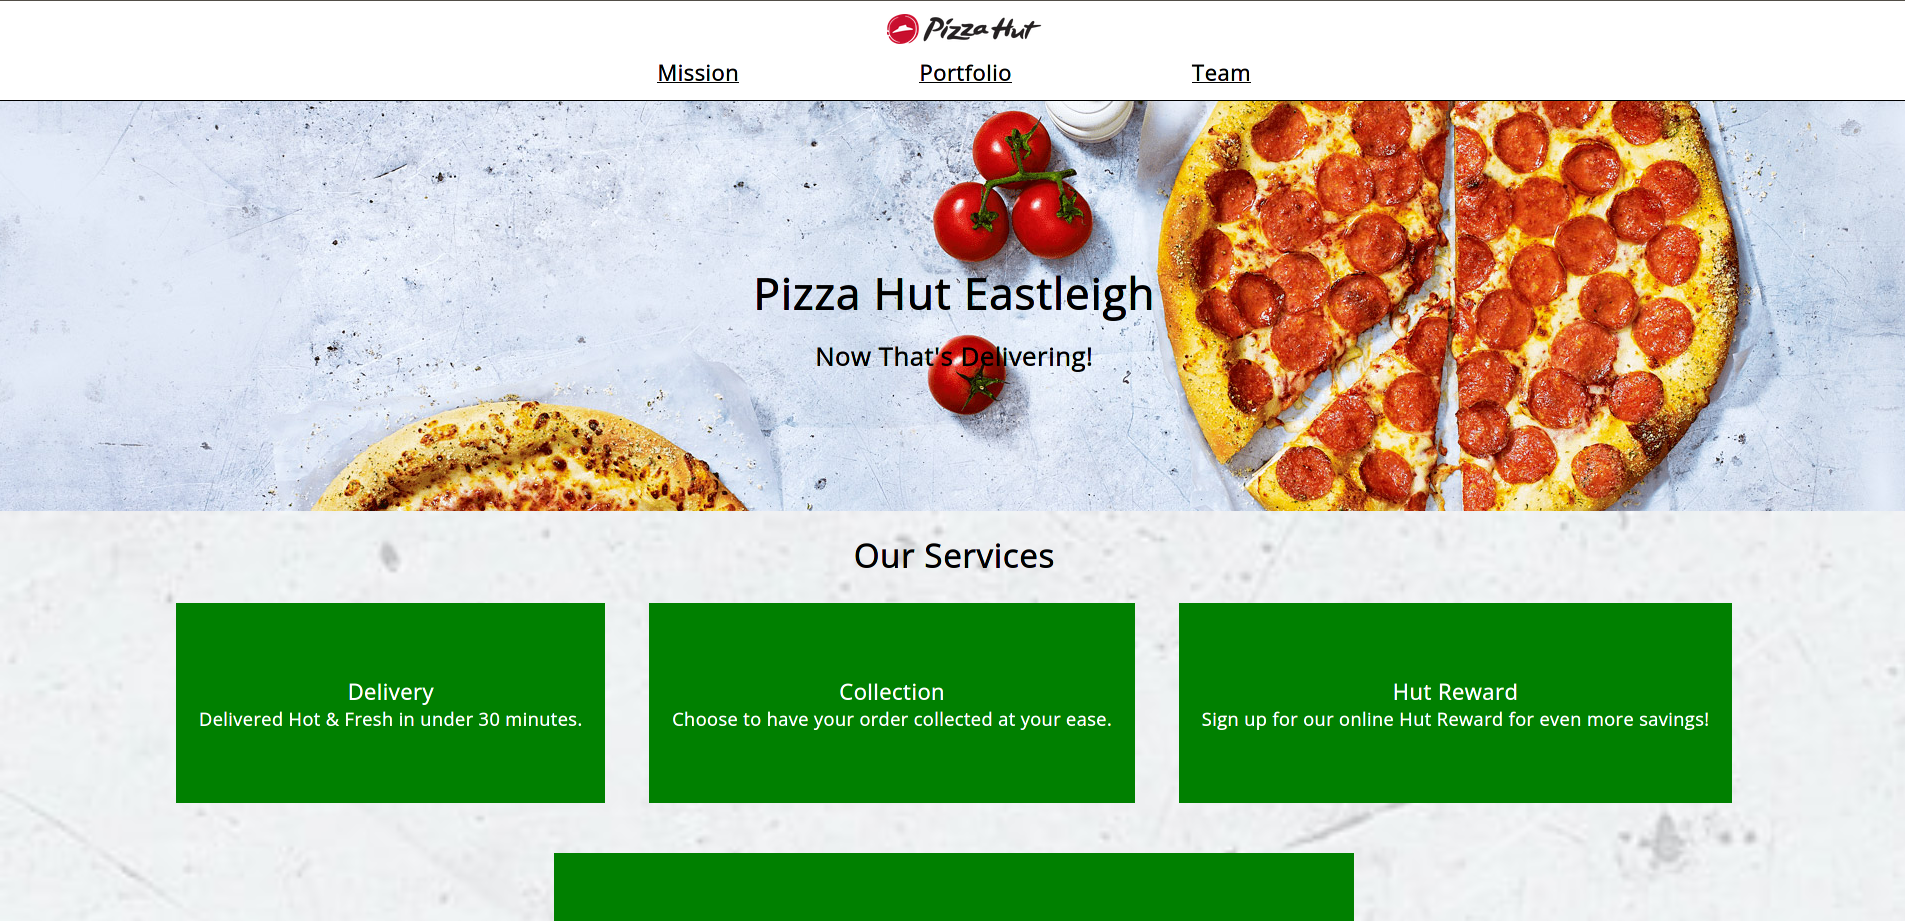 Pizza Hut
Mission
Portfolio
Team
Pizza Hut Eastleigh
Now That's Delivering!
Our Services
Delivery
Delivered Hot & Fresh in under 30 minutes.
Collection
Choose to have your order collected at your ease.
Hut Reward
Sign up for our online Hut Reward for even more savings!